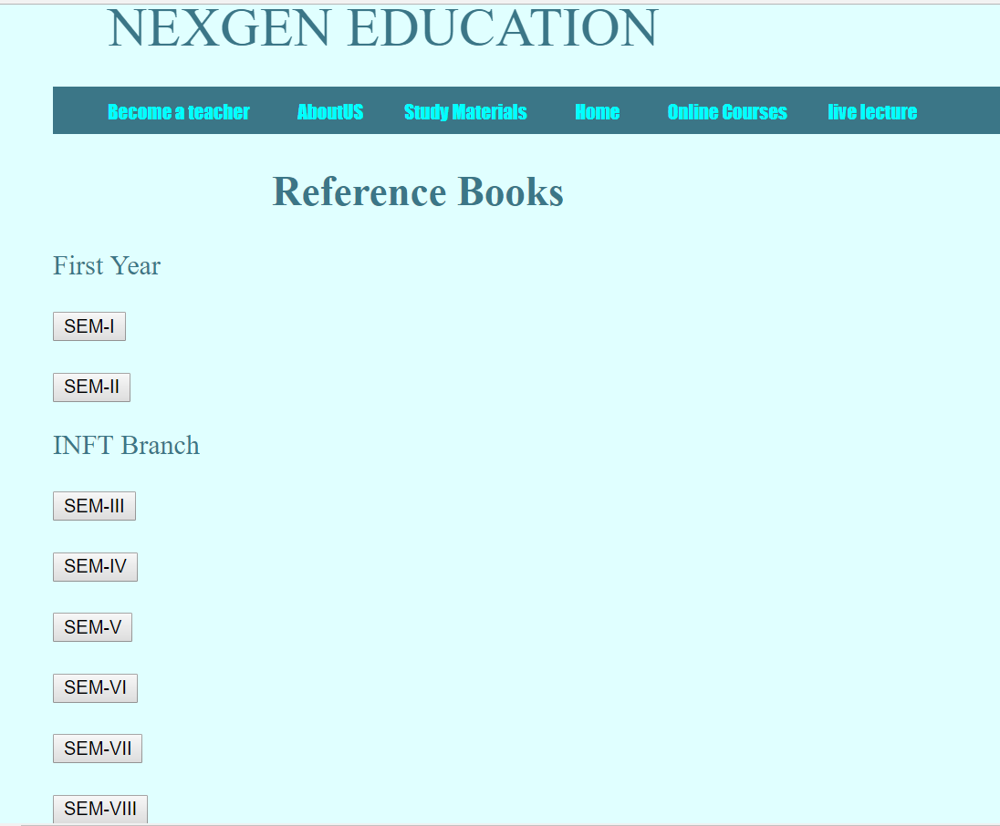 NEXGEN EDUCATION
Become a teacher AboutUS Study Materials Home Online Courses live lecture
Reference Books
First Year
SEM-I
SEM-II
INFT Branch
SEM-III
SEM-IV
SEM-V
SEM-VI
SEM-VII
SEM-VIII